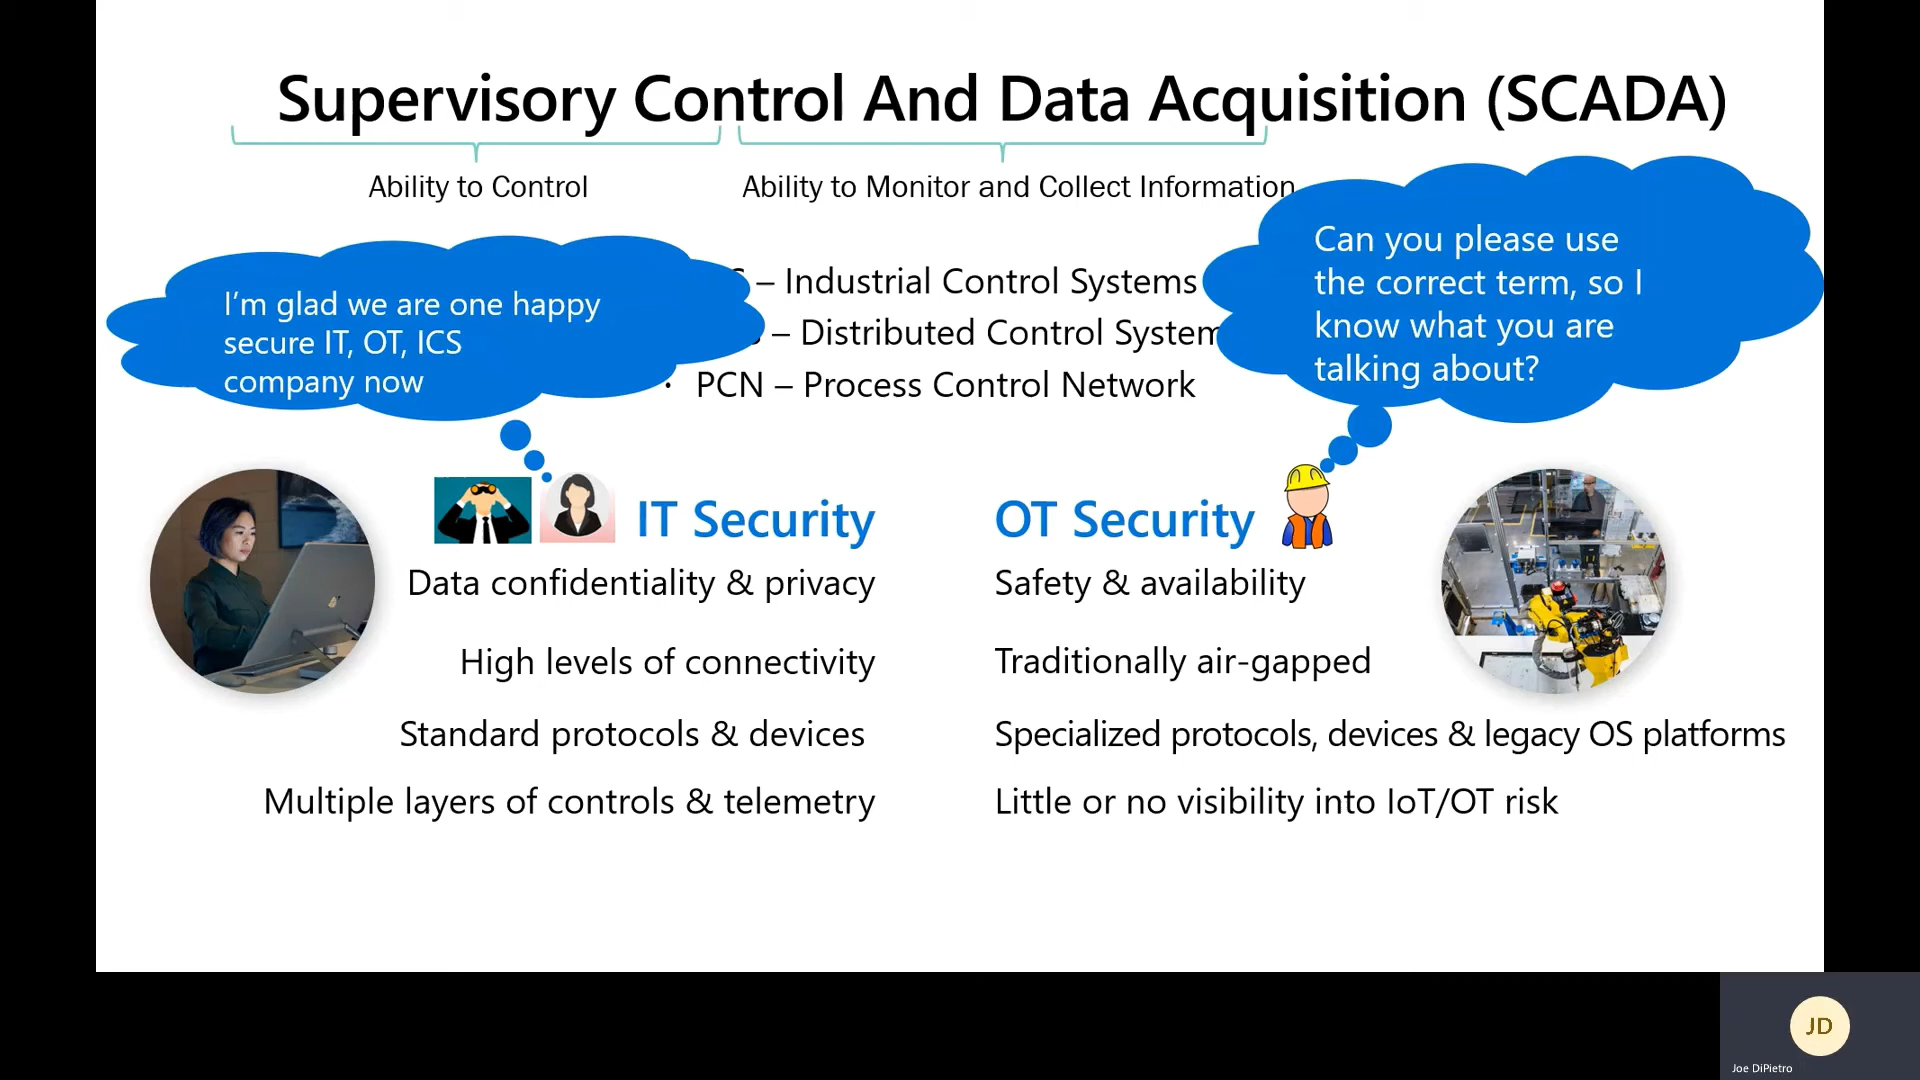 Supervisory Control And Data Acquisition (SCADA)
Ability to Control
Ability to Monitor and Collect Information
I'm glad we are one happy
secure IT, OT, ICS
company now
– Industrial Control Systems
– Distributed Control System
• PCN – Process Control Network
Can you please use
the correct term, so I
know what you are
talking about?
IT Security
Data confidentiality & privacy
High levels of connectivity
Standard protocols & devices
Multiple layers of controls & telemetry
OT Security
Safety & availability
Traditionally air-gapped
Specialized protocols, devices & legacy OS platforms
Little or no visibility into IoT/OT risk
JD
Joe DiPietro